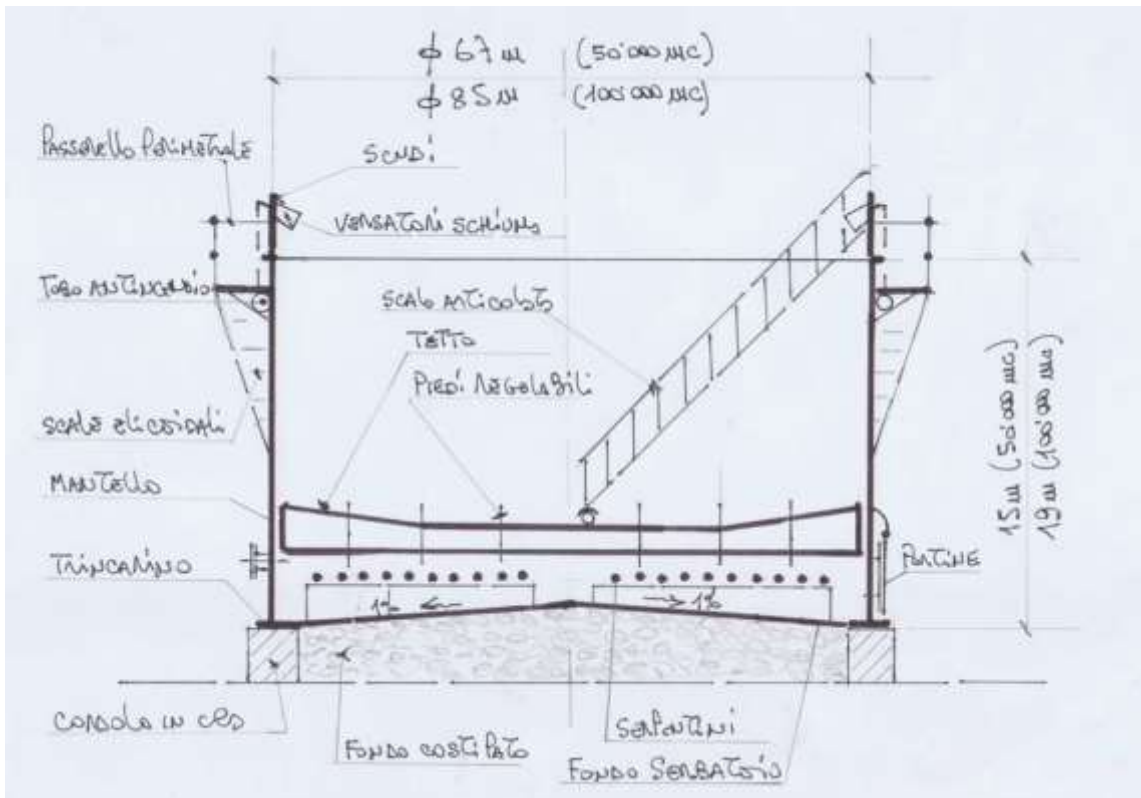 ϕ 67 m (50'000 MC)
ϕ 85 m (100'000 MC)
PASSERELLA PERIMETRALE
SCUDI
VERSATORI SCHIUMA
TUBO ANTINCENDIO
SCALA ARTICOLATA
TETTO
PIEDI REGOLABILI
SCALE ELICOIDALI
MANTELLO
TRINCARINO
PORTINE
15 m (50'000 MC)
19 m (100'000 MC)
1%
1%
CORDOLO IN CLS
FONDO COSTIPATO
SERPENTINI
FONDO SERBATOIO